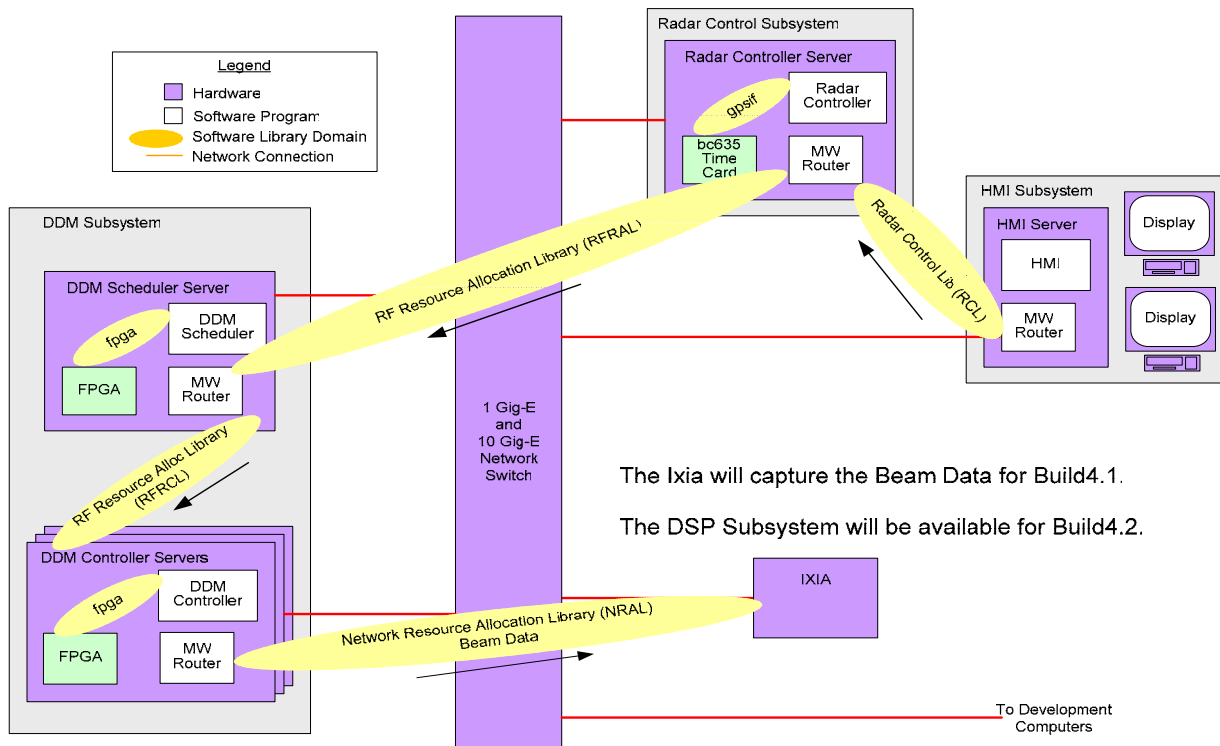 Legend
Hardware
Software Program
Software Library Domain
Network Connection
DDM Subsystem
DDM Scheduler Server
fpga
DDM
Scheduler
FPGA
MW
Router
RF Resource Alloc Library
(RFRCL)
DDM Controller Servers
fpga
DDM
Controller
FPGA
MW
Router
RF Resource Allocation Library (RFRAL)
1 Gig-E
and
10 Gig-E
Network
Switch
Network Resource Allocation Library (NRAL)
Beam Data
Radar Control Subsystem
Radar Controller Server
gpsif
Radar
Controller
bc635
Time
Card
MW
Router
Radar Control Lib (RCL)
HMI Subsystem
HMI Server
HMI
MW
Router
Display
Display
The Ixia will capture the Beam Data for Build4.1.
The DSP Subsystem will be available for Build4.2.
IXIA
To Development
Computers